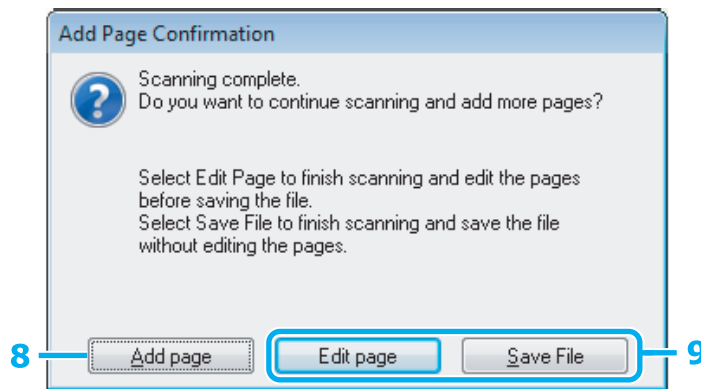 Add Page Confirmation
Scanning complete.
Do you want to continue scanning and add more pages?
Select Edit Page to finish scanning and edit the pages
before saving the file.
Select Save File to finish scanning and save the file
without editing the pages.
8 Add page Edit page Save File 9